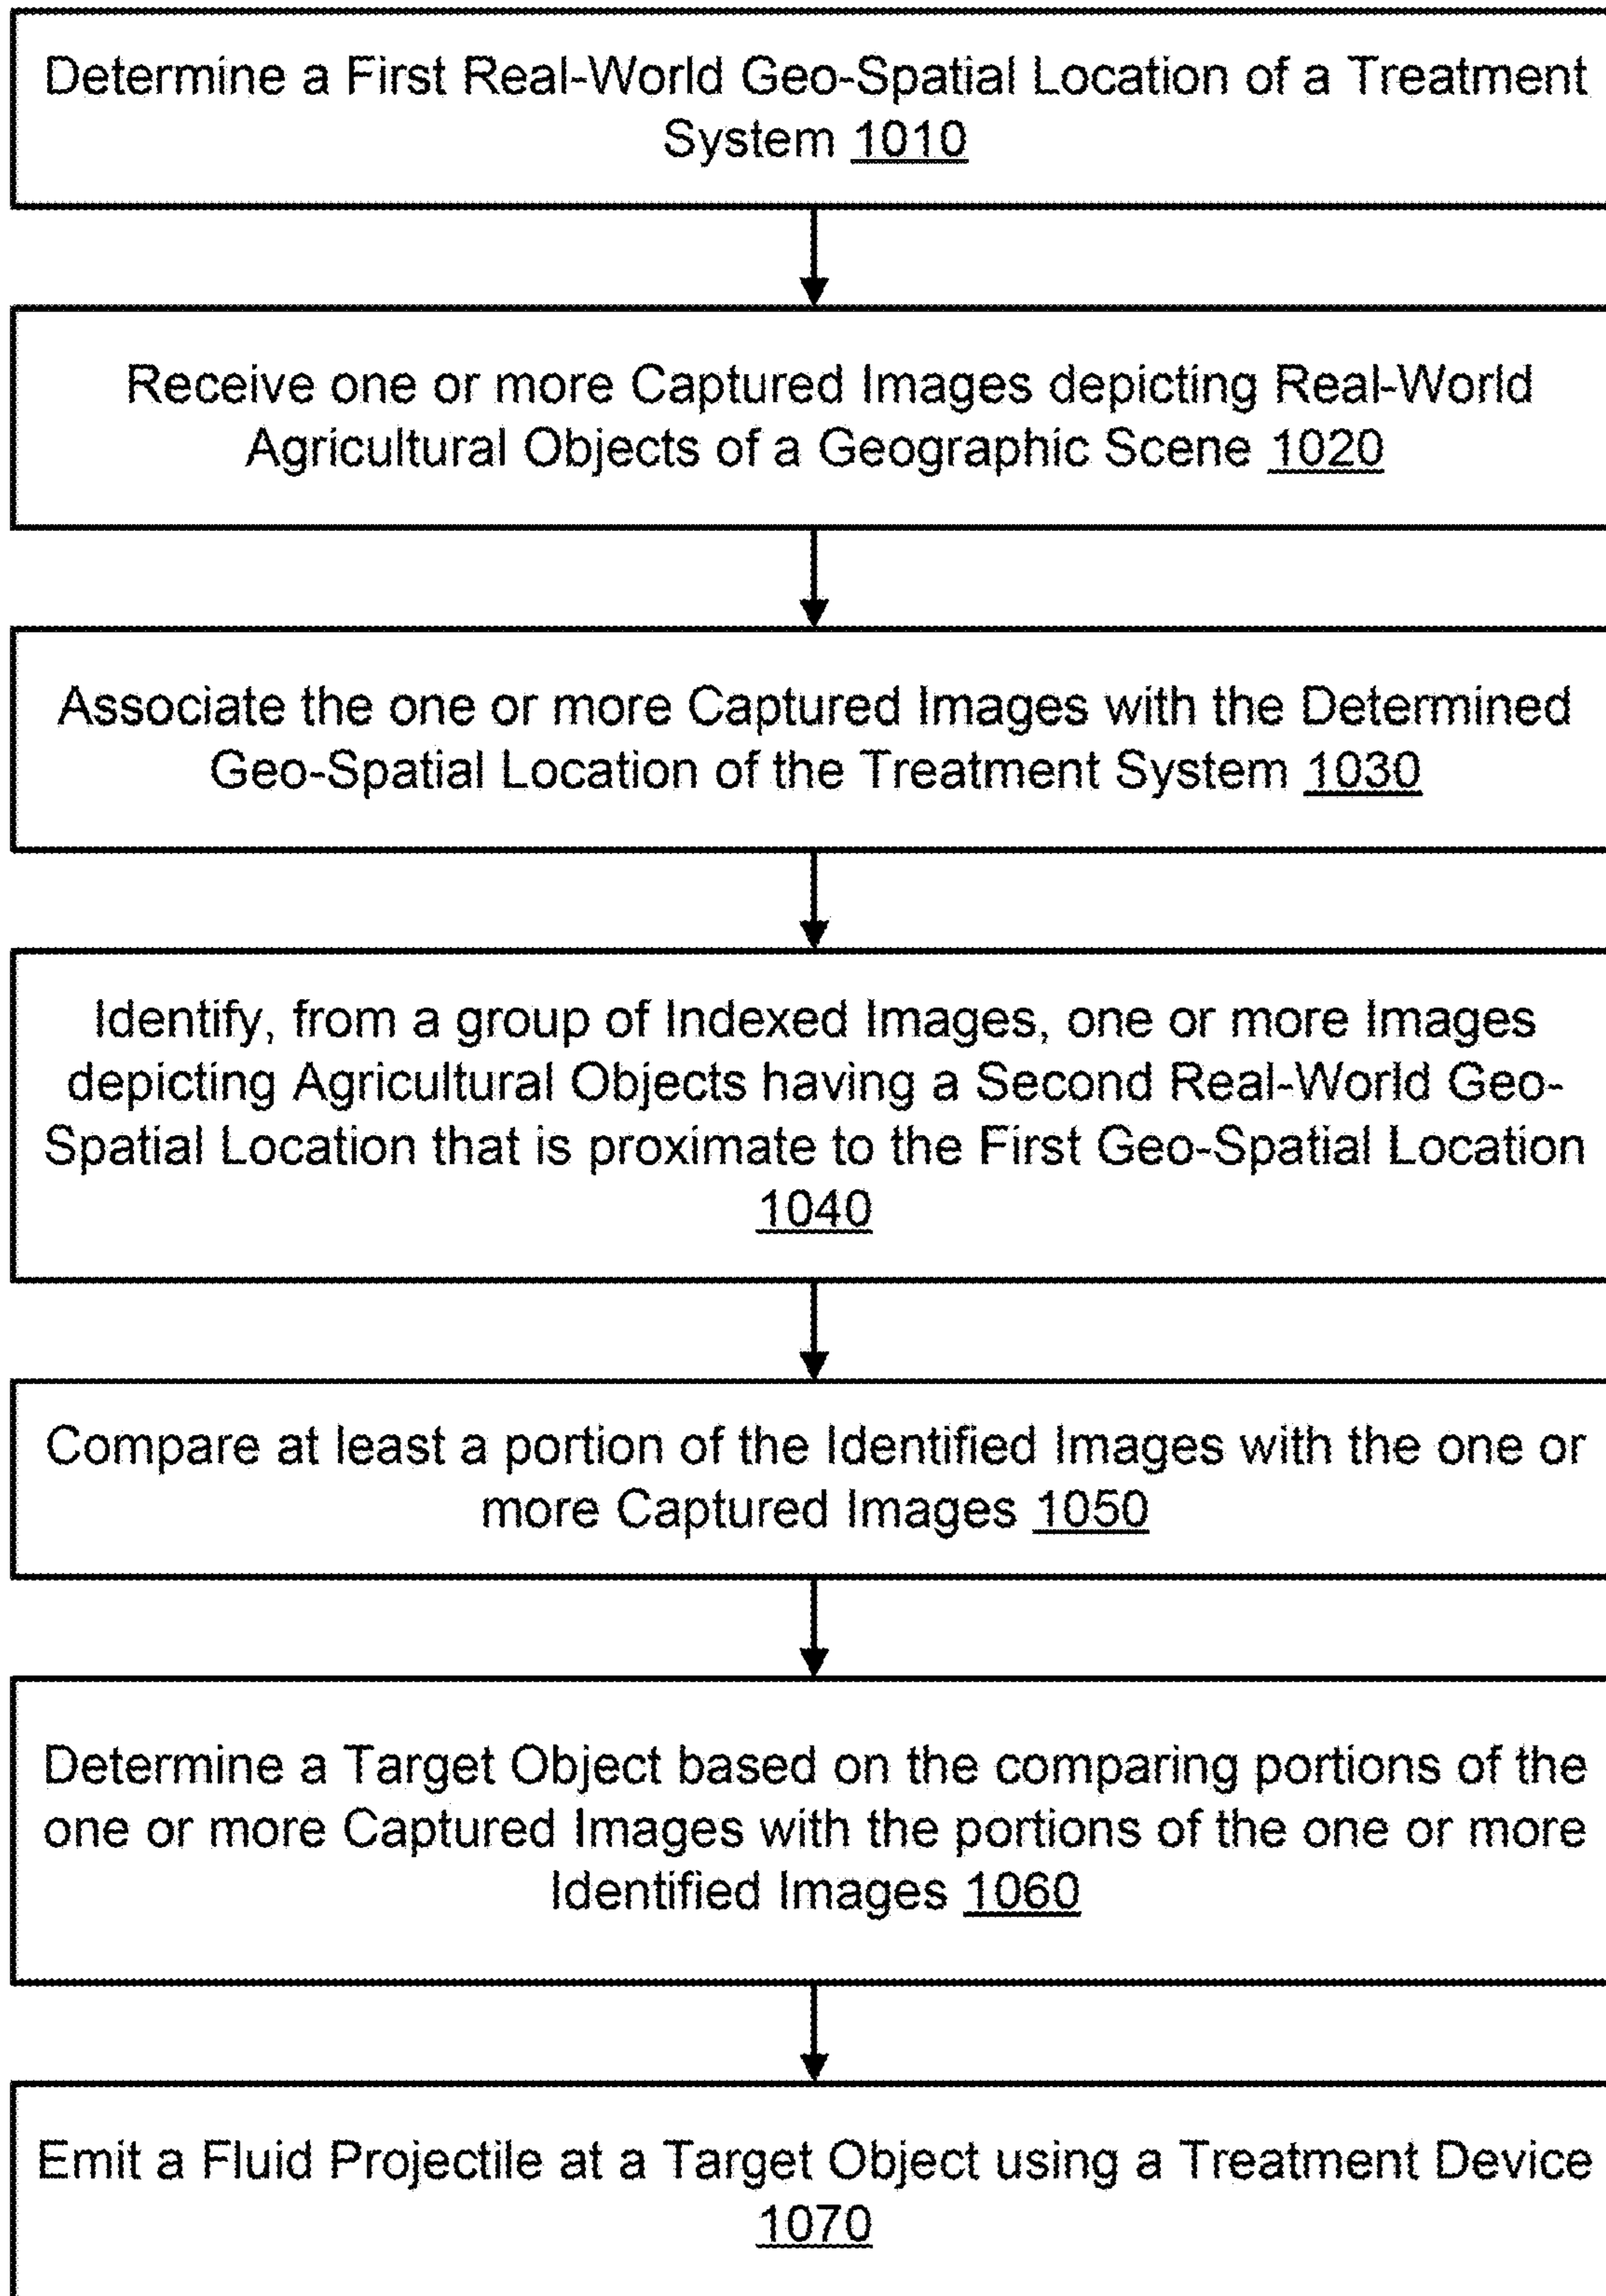 Determine a First Real-World Geo-Spatial Location of a Treatment
System 1010
Receive one or more Captured Images depicting Real-World
Agricultural Objects of a Geographic Scene 1020
Associate the one or more Captured Images with the Determined
Geo-Spatial Location of the Treatment System 1030
Identify, from a group of Indexed Images, one or more Images
depicting Agricultural Objects having a Second Real-World Geo-
Spatial Location that is proximate to the First Geo-Spatial Location
1040
Compare at least a portion of the Identified Images with the one or
more Captured Images 1050
Determine a Target Object based on the comparing portions of the
one or more Captured Images with the portions of the one or more
Identified Images 1060
Emit a Fluid Projectile at a Target Object using a Treatment Device
1070